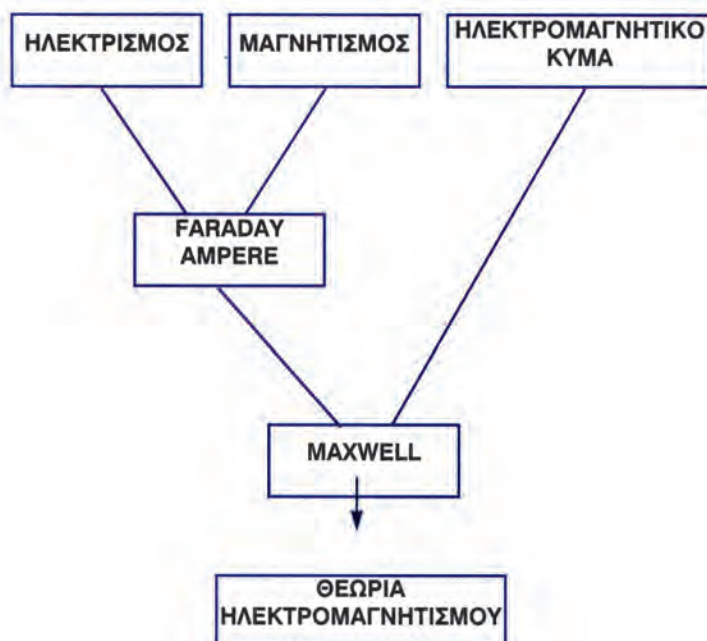 ΗΛΕΚΤΡΙΣΜΟΣ
ΜΑΓΝΗΤΙΣΜΟΣ
ΗΛΕΚΤΡΟΜΑΓΝΗΤΙΚΟ
ΚΥΜΑ
FARADAY
AMPERE
MAXWELL
ΘΕΩΡΙΑ
ΗΛΕΚΤΡΟΜΑΓΝΗΤΙΣΜΟΥ